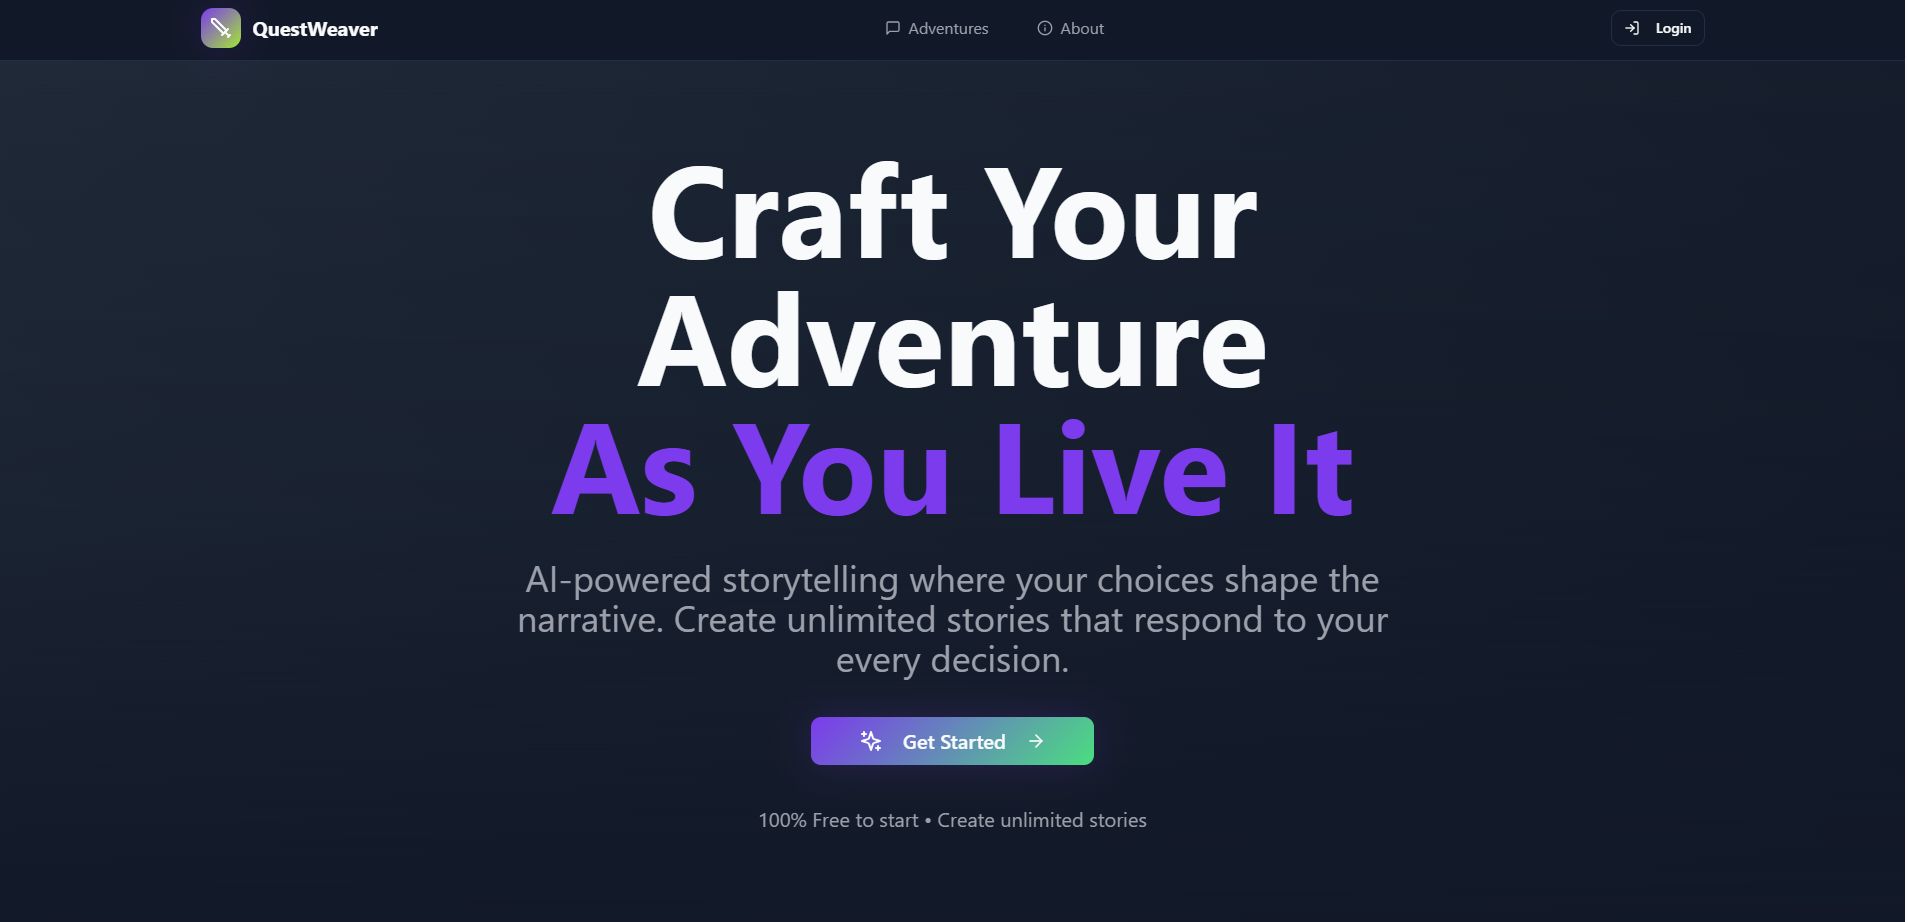 QuestWeaver
Adventures
About
Login
Craft Your
Adventure
As You Live It
AI-powered storytelling where your choices shape the
narrative. Create unlimited stories that respond to your
every decision.
Get Started
100% Free to start • Create unlimited stories